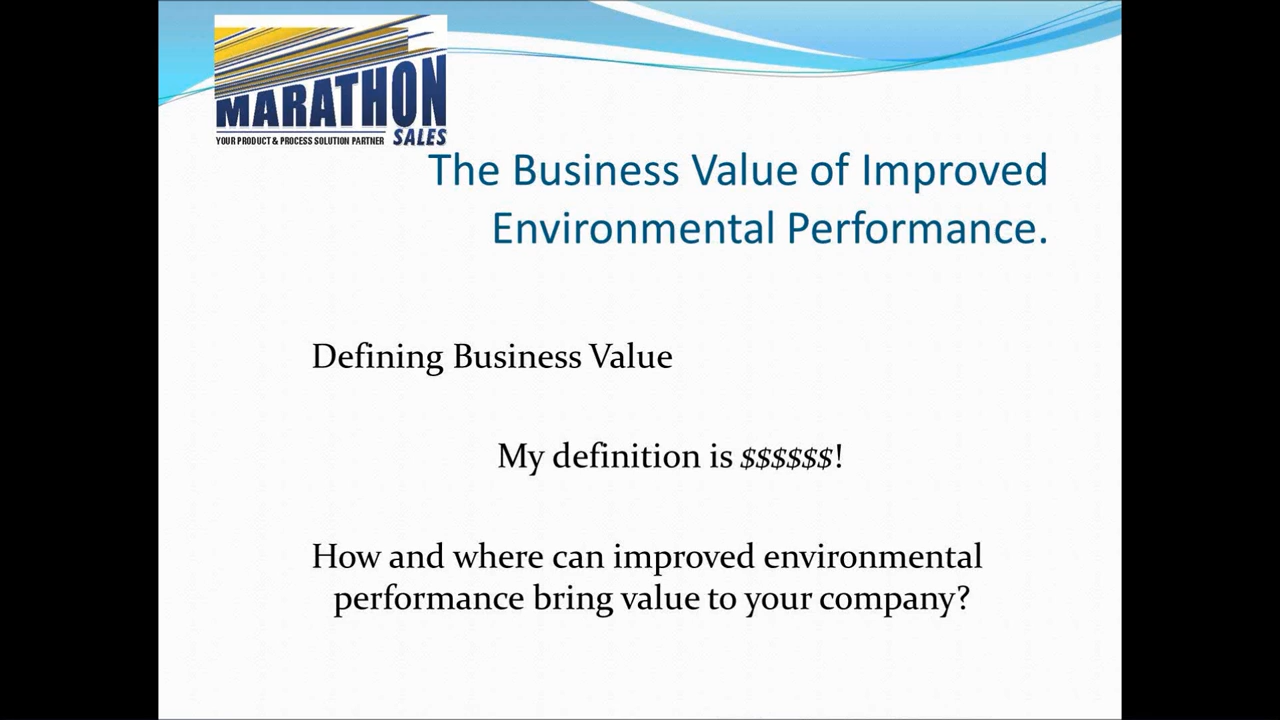 MARATHON
YOUR PRODUCT & PROCESS SOLUTION PARTNER SALES
The Business Value of Improved
Environmental Performance.
Defining Business Value
My definition is $$$$$$!
How and where can improved environmental
performance bring value to your company?